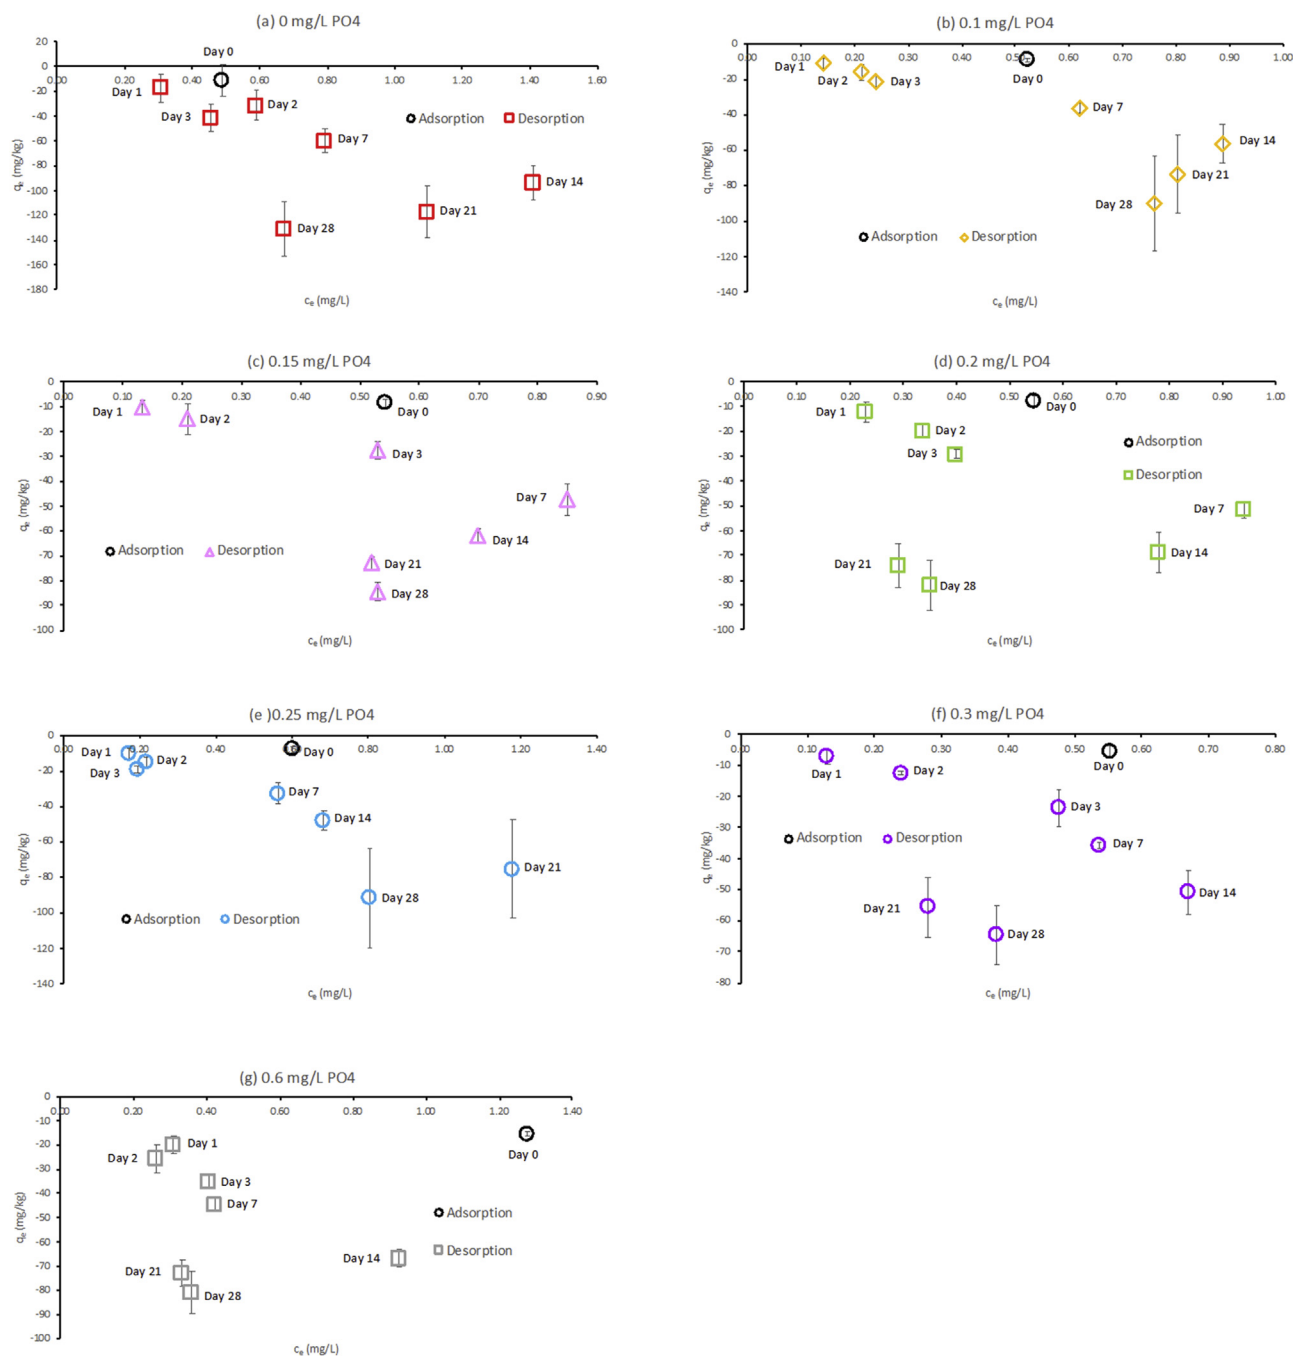 (a) 0 mg/L PO4
20
0
-20
-40
-60
-80
-100
-120
-140
-160
-180
0.00 0.20 0.40 0.60 0.80 1.00 1.20 1.40 1.60
Day 0
Day 1
Day 2
Day 3
Day 7
Adsorption Desorption
Day 14
Day 21
Day 28
qe (mg/kg)
ce (mg/L)
(b) 0.1 mg/L PO4
0
-20
-40
-60
-80
-100
-120
-140
0.00 0.10 0.20 0.30 0.40 0.50 0.60 0.70 0.80 0.90 1.00
Day 1
Day 2
Day 3
Day 0
Day 7
Day 14
Day 21
Day 28
Adsorption Desorption
qe (mg/kg)
ce (mg/L)
(c) 0.15 mg/L PO4
0
-10
-20
-30
-40
-50
-60
-70
-80
-90
-100
0.00 0.10 0.20 0.30 0.40 0.50 0.60 0.70 0.80 0.90
Day 1
Day 2
Day 0
Day 3
Day 7
Day 14
Adsorption Desorption
Day 21
Day 28
qe (mg/kg)
ce (mg/L)
(d) 0.2 mg/L PO4
0
-10
-20
-30
-40
-50
-60
-70
-80
-90
-100
0.00 0.10 0.20 0.30 0.40 0.50 0.60 0.70 0.80 0.90 1.00
Day 1
Day 0
Day 2
Day 3
Adsorption
Desorption
Day 7
Day 14
Day 21
Day 28
qe (mg/kg)
ce (mg/L)
(e )0.25 mg/L PO4
0
-20
-40
-60
-80
-100
-120
-140
0.00 0.20 0.40 0.60 0.80 1.00 1.20 1.40
Day 1
Day 2
Day 0
Day 3
Day 7
Day 14
Day 21
Day 28
Adsorption Desorption
qe (mg/kg)
ce (mg/L)
(f) 0.3 mg/L PO4
0
-10
-20
-30
-40
-50
-60
-70
-80
0.00 0.10 0.20 0.30 0.40 0.50 0.60 0.70 0.80
Day 1
Day 2
Day 0
Day 3
Adsorption Desorption
Day 7
Day 14
Day 21
Day 28
qe (mg/kg)
ce (mg/L)
(g) 0.6 mg/L PO4
0
-10
-20
-30
-40
-50
-60
-70
-80
-90
-100
0.00 0.20 0.40 0.60 0.80 1.00 1.20 1.40
Day 1
Day 2
Day 0
Day 3
Day 7
Adsorption
Desorption
Day 14
Day 21
Day 28
qe (mg/kg)
ce (mg/L)